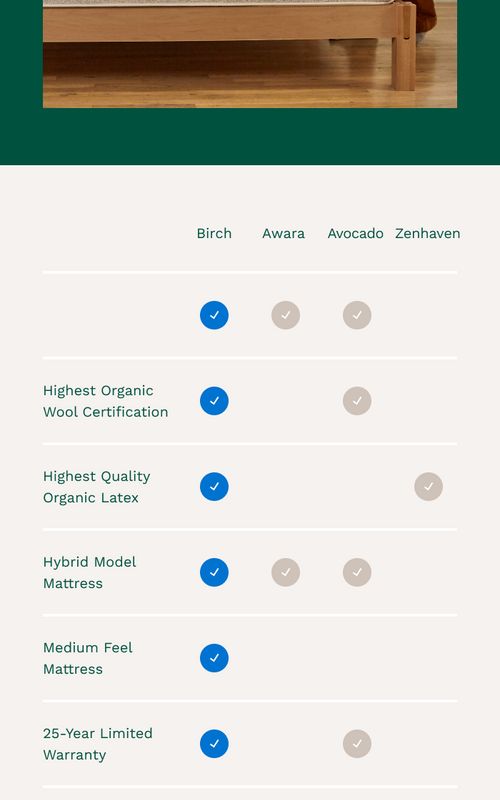 Birch Awara Avocado Zenhaven
Highest Organic
Wool Certification
Highest Quality
Organic Latex
Hybrid Model
Mattress
Medium Feel
Mattress
25-Year Limited
Warranty